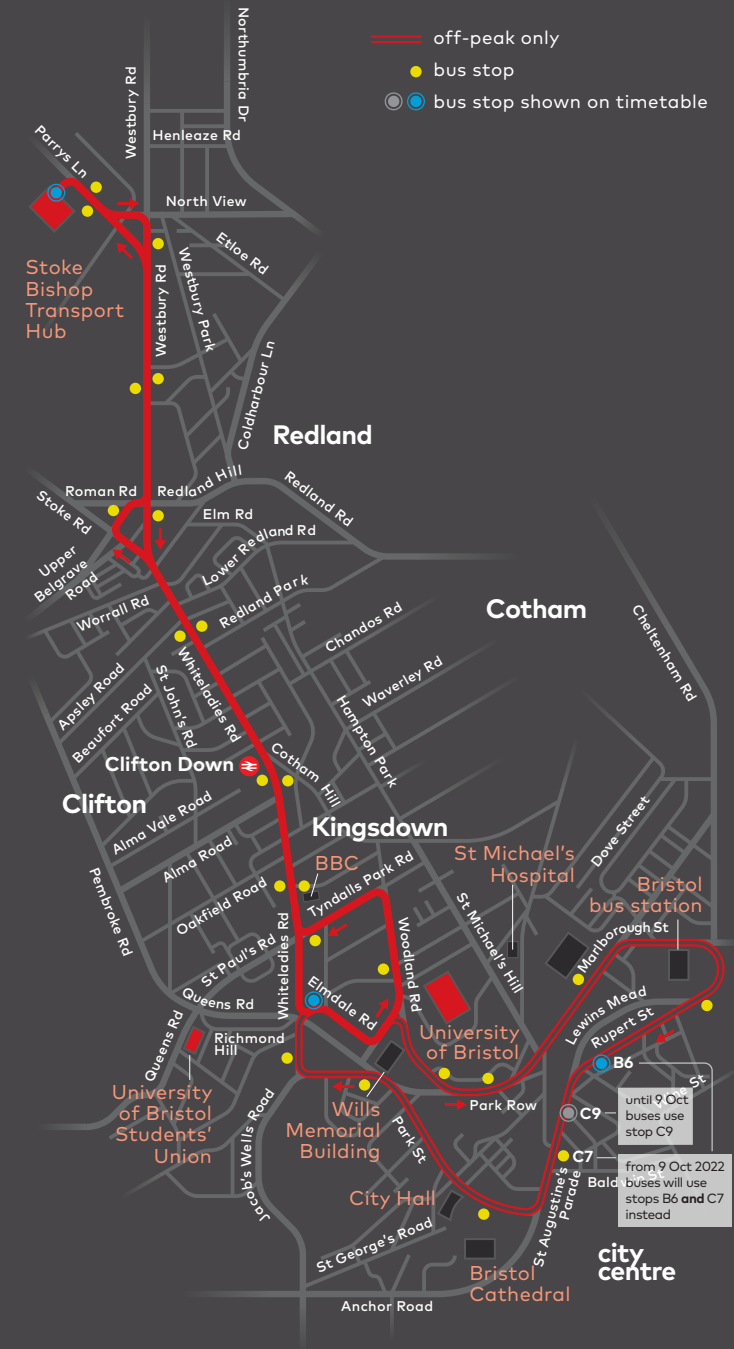 off-peak only
bus stop
bus stop shown on timetable
Northumbria Dr
Westbury Rd
Henleaze Rd
Parrys Ln
North View
Etloe Rd
Stoke
Bishop
Transport
Hub
Westbury Rd
Westbury Park
Coldharbour Ln
Redland
Roman Rd
Redland Hill
Stoke Rd
Redland Rd
Elm Rd
Lower Redland Rd
Upper
Belgrave
Road
Worrall Rd
Redland Park
Chandos Rd
Cotham
Cheltenham Rd
Waverley Rd
Apsley Road
Beaufort Road
St John's Rd
Whiteladies Rd
Hampton Park
Clifton Down
Cotham Hill
Clifton
Alma Vale Road
Kingsdown
Dove Street
Alma Road
BBC
St Michael's
Hospital
Tyndalls Park Rd
Bristol
bus station
Pembroke Rd
Oakfield Road
St Michael's Hill
Marlborough St
St Paul's Rd
Whiteladies Rd
Woodland Rd
Elmdale Rd
Queens Rd
Lewins Mead
Rupert St
Queens Rd
Richmond
Hill
University
of Bristol
B6
University
of Bristol
Students'
Union
Wills
Memorial
Building
Park Row
C9
until 9 Oct
buses use
stop C9
Park St
Jacob's Wells Road
C7
from 9 Oct 2022
buses will use
stops B6 and C7
instead
Baldwin St
St Augustine's
Parade
City Hall
St George's Road
city
centre
Bristol
Cathedral
Anchor Road